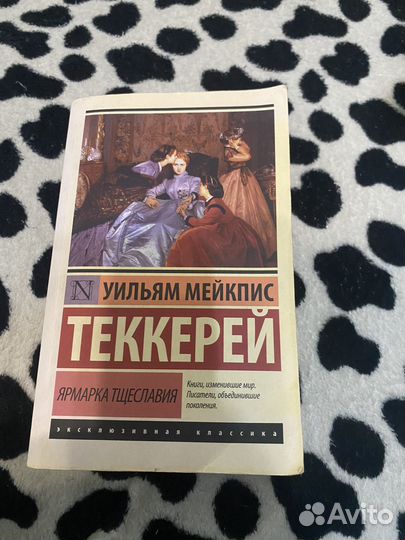 N
УИЛЬЯМ МЕЙКПИС
ТЕККЕРЕЙ
ЯРМАРКА ТЩЕСЛАВИЯ
Книги, изменившие мир.
Писатели, объединившие
поколения.
эксклюзивная классика
Avito